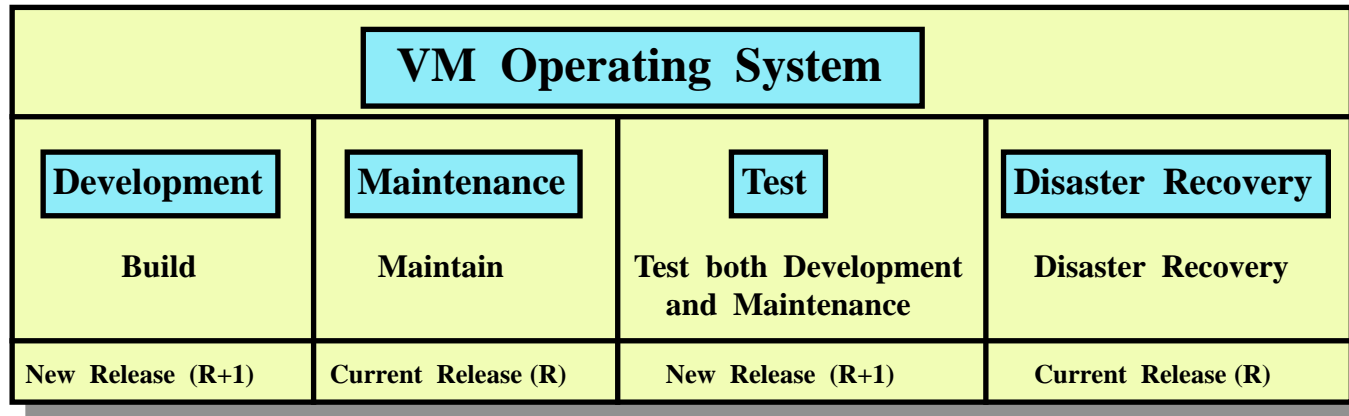 VM Operating System
Development
Maintenance
Test
Disaster Recovery
Build
Maintain
Test both Development
and Maintenance
Disaster Recovery
New Release (R+1)
Current Release (R)
New Release (R+1)
Current Release (R)